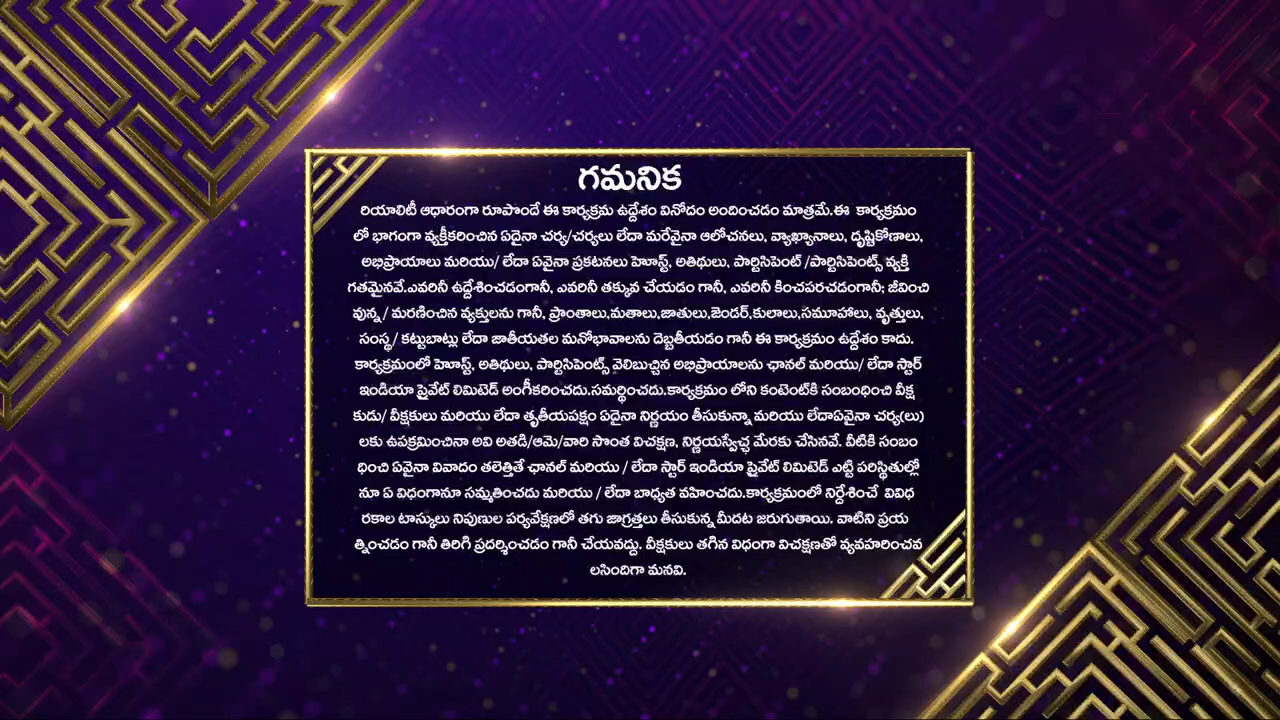 గమనిక
రియాలిటీ ఆధారంగా రూపొందే ఈ కార్యక్రమ ఉద్దేశం వినోదం అందించడం మాత్రమే.ఈ కార్యక్రమం
లో భాగంగా వ్యక్తీకరించిన ఏదైనా చర్య/చర్యలు లేదా మరేవైనా ఆలోచనలు, వ్యాఖ్యానాలు, దృష్టికోణాలు,
అభిప్రాయాలు మరియు/ లేదా ఏవైనా ప్రకటనలు హెూస్ట్, అతిథులు, పార్టిసిపెంట్ /పార్టిసిపెంట్స్ వ్యక్తి
గతమైనవే.ఎవరినీ ఉద్దేశించడంగానీ, ఎవరినీ తక్కువ చేయడం గానీ, ఎవరినీ కించపరచడంగానీ; జీవించి
వున్న/ మరణించిన వ్యక్తులను గానీ, ప్రాంతాలు,మతాలు,జాతులు,జెండర్,కులాలు,సమూహాలు, వృత్తులు,
సంస్థ/ కట్టుబాట్లు లేదా జాతీయతల మనోభావాలను దెబ్బతీయడం గానీ ఈ కార్యక్రమం ఉద్దేశం కాదు.
కార్యక్రమంలో హెూస్ట్, అతిథులు, పార్టిసిపెంట్స్ వెలిబుచ్చిన అభిప్రాయాలను ఛానల్ మరియు/ లేదా స్టార్
ఇండియా ప్రైవేట్ లిమిటెడ్ అంగీకరించదు.సమర్థించదు.కార్యక్రమం లోని కంటెంట్‌కి సంబంధించి వీక్ష
కుడు/ వీక్షకులు మరియు లేదా తృతీయపక్షం ఏదైనా నిర్ణయం తీసుకున్నా మరియు లేదాఏవైనా చర్య(లు)
లకు ఉపక్రమించినా అవి అతడి/ఆమె/వారి సొంత విచక్షణ, నిర్ణయస్వేచ్ఛ మేరకు చేసినవే. వీటికి సంబం
ధించి ఏవైనా వివాదం తలెత్తితే ఛానల్ మరియు / లేదా స్టార్ ఇండియా ప్రైవేట్ లిమిటెడ్ ఎట్టి పరిస్థితుల్లో
నూ ఏ విధంగానూ సమ్మతించడు మరియు / లేదా బాధ్యత వహించదు.కార్యక్రమంలో నిర్దేశించే వివిధ
రకాల టాస్కులు నిపుణుల పర్యవేక్షణలో తగు జాగ్రత్తలు తీసుకున్న మీదట జరుగుతాయి. వాటిని ప్రయ
త్నించడం గానీ తిరిగి ప్రదర్శించడం గానీ చేయవద్దు. వీక్షకులు తగిన విధంగా విచక్షణతో వ్యవహరించవ
లసిందిగా మనవి.